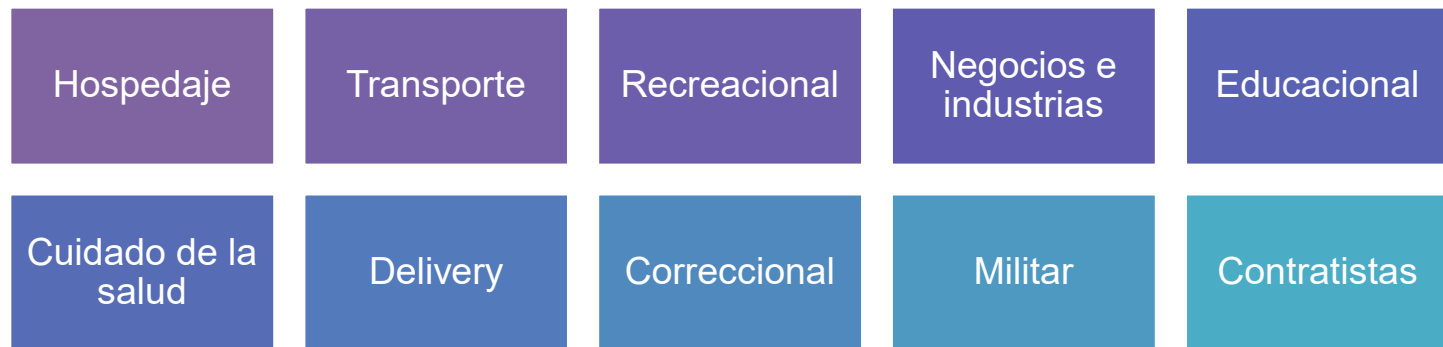 Hospedaje
Transporte
Recreacional
Negocios e
industrias
Educacional
Cuidado de la
salud
Delivery
Correccional
Militar
Contratistas